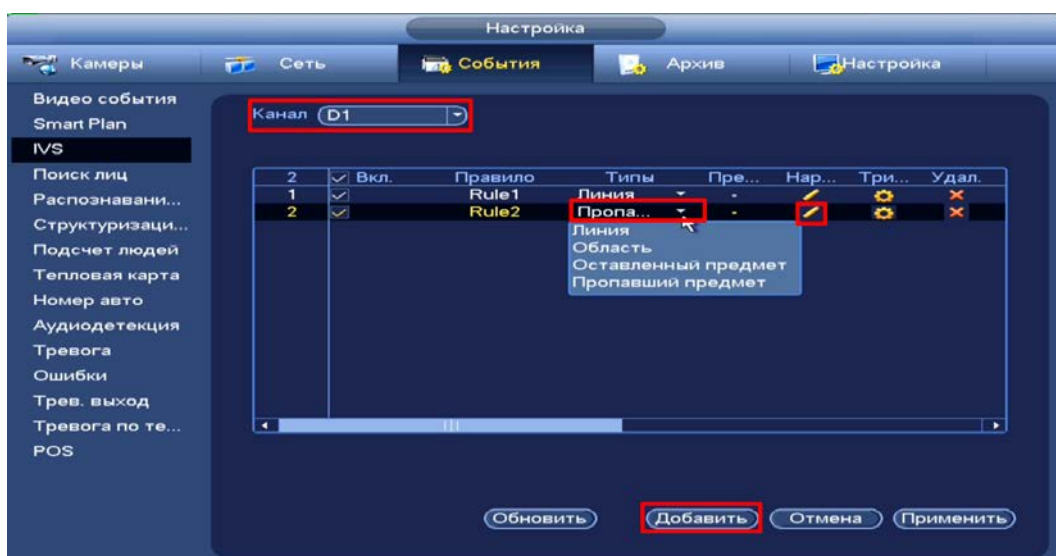 Настройка
Камеры Сеть События Архив Настройка
Видео события
Smart Plan
IVS
Поиск лиц
Распознавани...
Структуризаци...
Подсчет людей
Тепловая карта
Номер авто
Аудиодетекция
Тревога
Ошибки
Трев. выход
Тревога по те...
POS
Канал D1
2 Вкл. Правило Типы Пре... Нар... Три... Удал.
1 Rule1 Линия -
2 Rule2 Пропа... -
Линия
Область
Оставленный предмет
Пропавший предмет
Обновить Добавить Отмена Применить